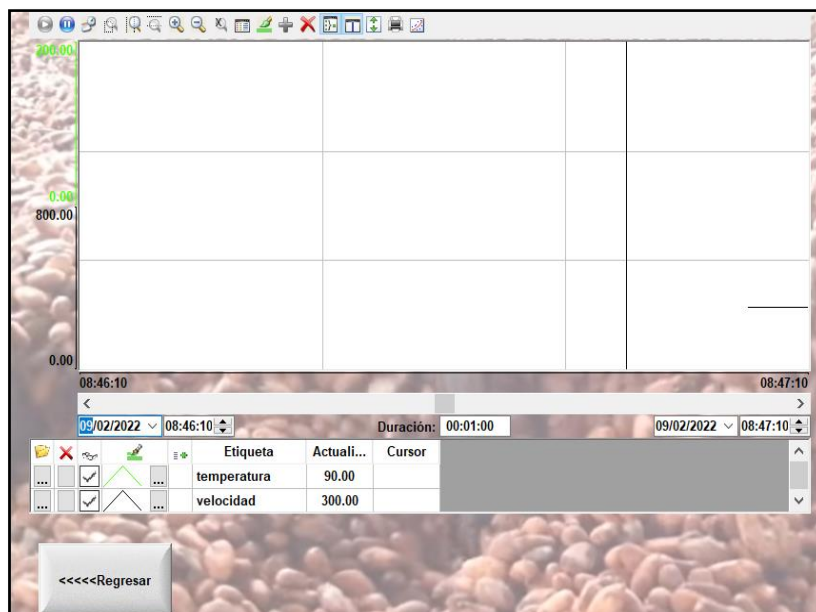 200.00
0.00
800.00
0.00
08:46:10 08:47:10
09/02/2022 08:46:10 Duración: 00:01:00 09/02/2022 08:47:10
Etiqueta Actuali... Cursor
... ... temperatura 90.00
... ... velocidad 300.00
<<<<<Regresar